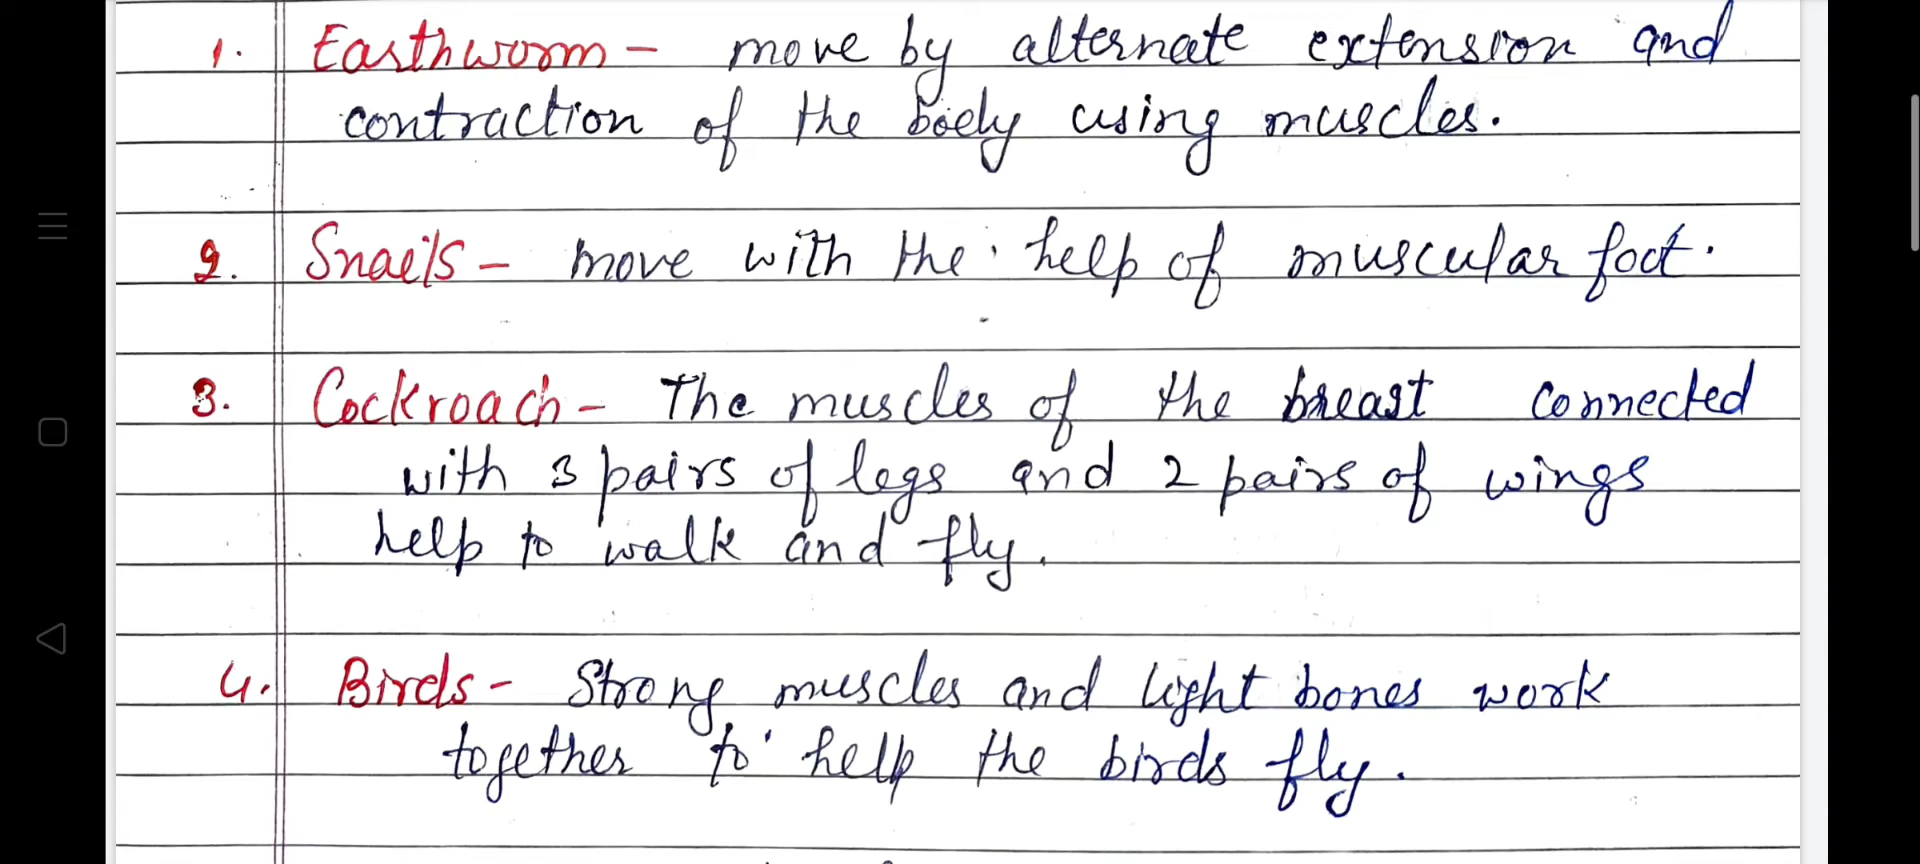 1. Earthworm - move by alternate extension and
contraction of the body using muscles.
2. Snails - move with the help of muscular foot.
3. Cockroach - The muscles of the breast connected
with 3 pairs of legs and 2 pairs of wings
help to walk and fly.
4. Birds - Strong muscles and light bones work
together to help the birds fly.